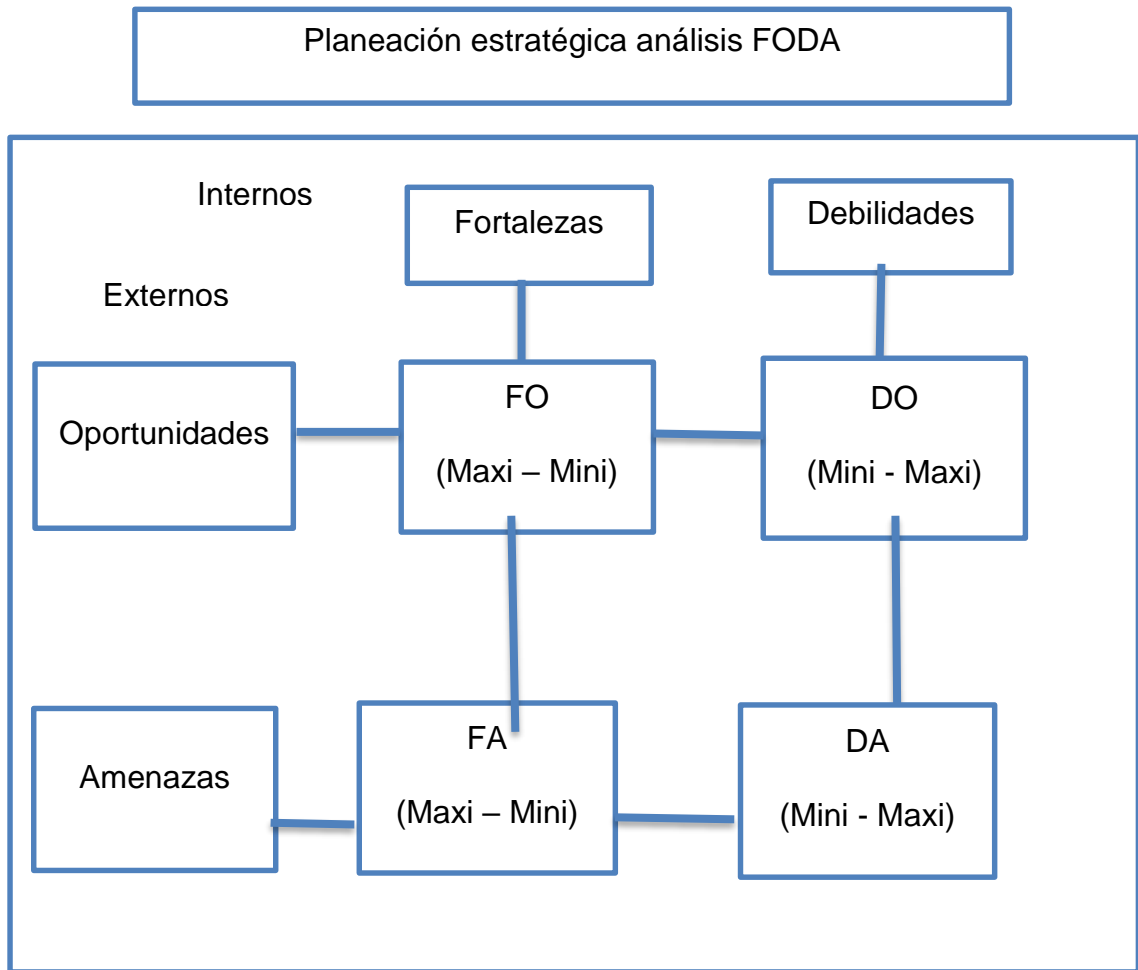 Planeación estratégica análisis FODA
Internos
Fortalezas
Debilidades
Externos
Oportunidades
FO
(Maxi – Mini)
DO
(Mini - Maxi)
Amenazas
FA
(Maxi – Mini)
DA
(Mini - Maxi)